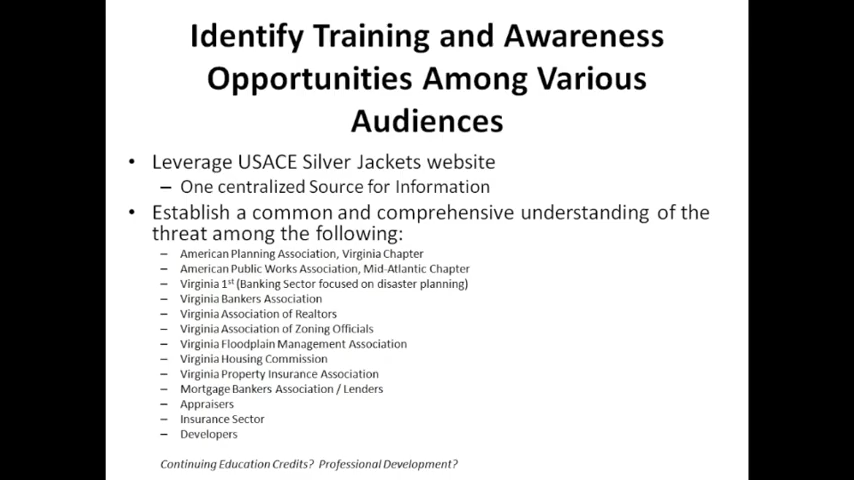 Identify Training and Awareness
Opportunities Among Various
Audiences
• Leverage USACE Silver Jackets website
– One centralized Source for Information
• Establish a common and comprehensive understanding of the
threat among the following:
– American Planning Association, Virginia Chapter
– American Public Works Association, Mid-Atlantic Chapter
– Virginia 1st (Banking Sector focused on disaster planning)
– Virginia Bankers Association
– Virginia Association of Realtors
– Virginia Association of Zoning Officials
– Virginia Floodplain Management Association
– Virginia Housing Commission
– Virginia Property Insurance Association
– Mortgage Bankers Association / Lenders
– Appraisers
– Insurance Sector
– Developers
Continuing Education Credits? Professional Development?